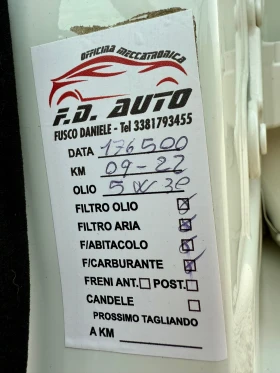 OFFICINA MECCATRONICA
F.D. AUTO
FUSCO DANIELE - Tel 3381793455
DATA 176500
KM 09-22
OLIO 5W30
FILTRO OLIO ☑
FILTRO ARIA ☑
F/ABITACOLO ☑
F/CARBURANTE ☑
FRENI ANT. ☐ POST. ☐
CANDELE ☐
PROSSIMO TAGLIANDO
A KM